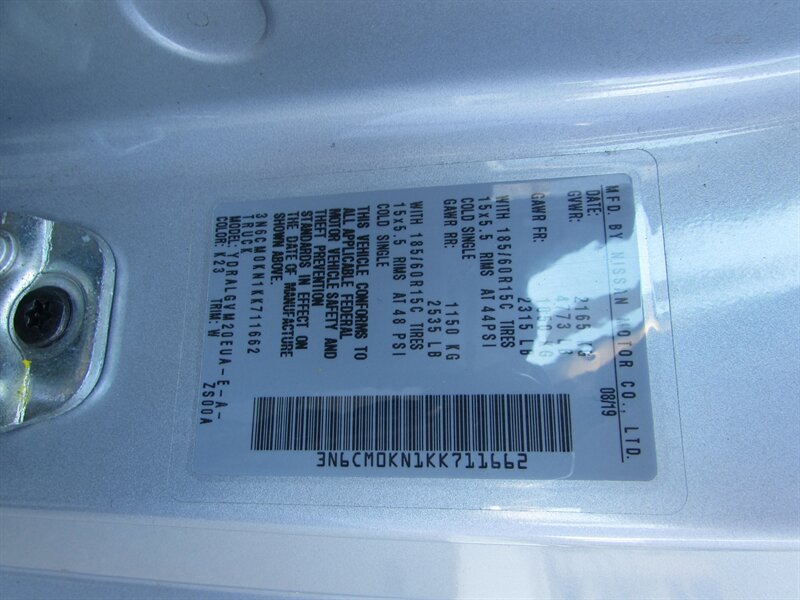 MFD. BY NISSAN MOTOR CO., LTD.
DATE: 08/19
GVWR: 2165 KG
4773 LB
GAWR FR: KG
2315 LB
WITH 185/60R15C TIRES
15x5.5 RIMS AT 44PSI
COLD SINGLE
GAWR RR: 1150 KG
2535 LB
WITH 185/60R15C TIRES
15x5.5 RIMS AT 48 PSI
COLD SINGLE
THIS VEHICLE CONFORMS TO
ALL APPLICABLE FEDERAL
MOTOR VEHICLE SAFETY AND
THEFT PREVENTION
STANDARDS IN EFFECT ON
THE DATE OF MANUFACTURE
SHOWN ABOVE.
3N6CM0KN1KK711662
TRUCK
MODEL: YDRALGVM20EUA-E-A-
ZS00A
COLOR: K23 TRIM: W
3N6CM0KN1KK711662